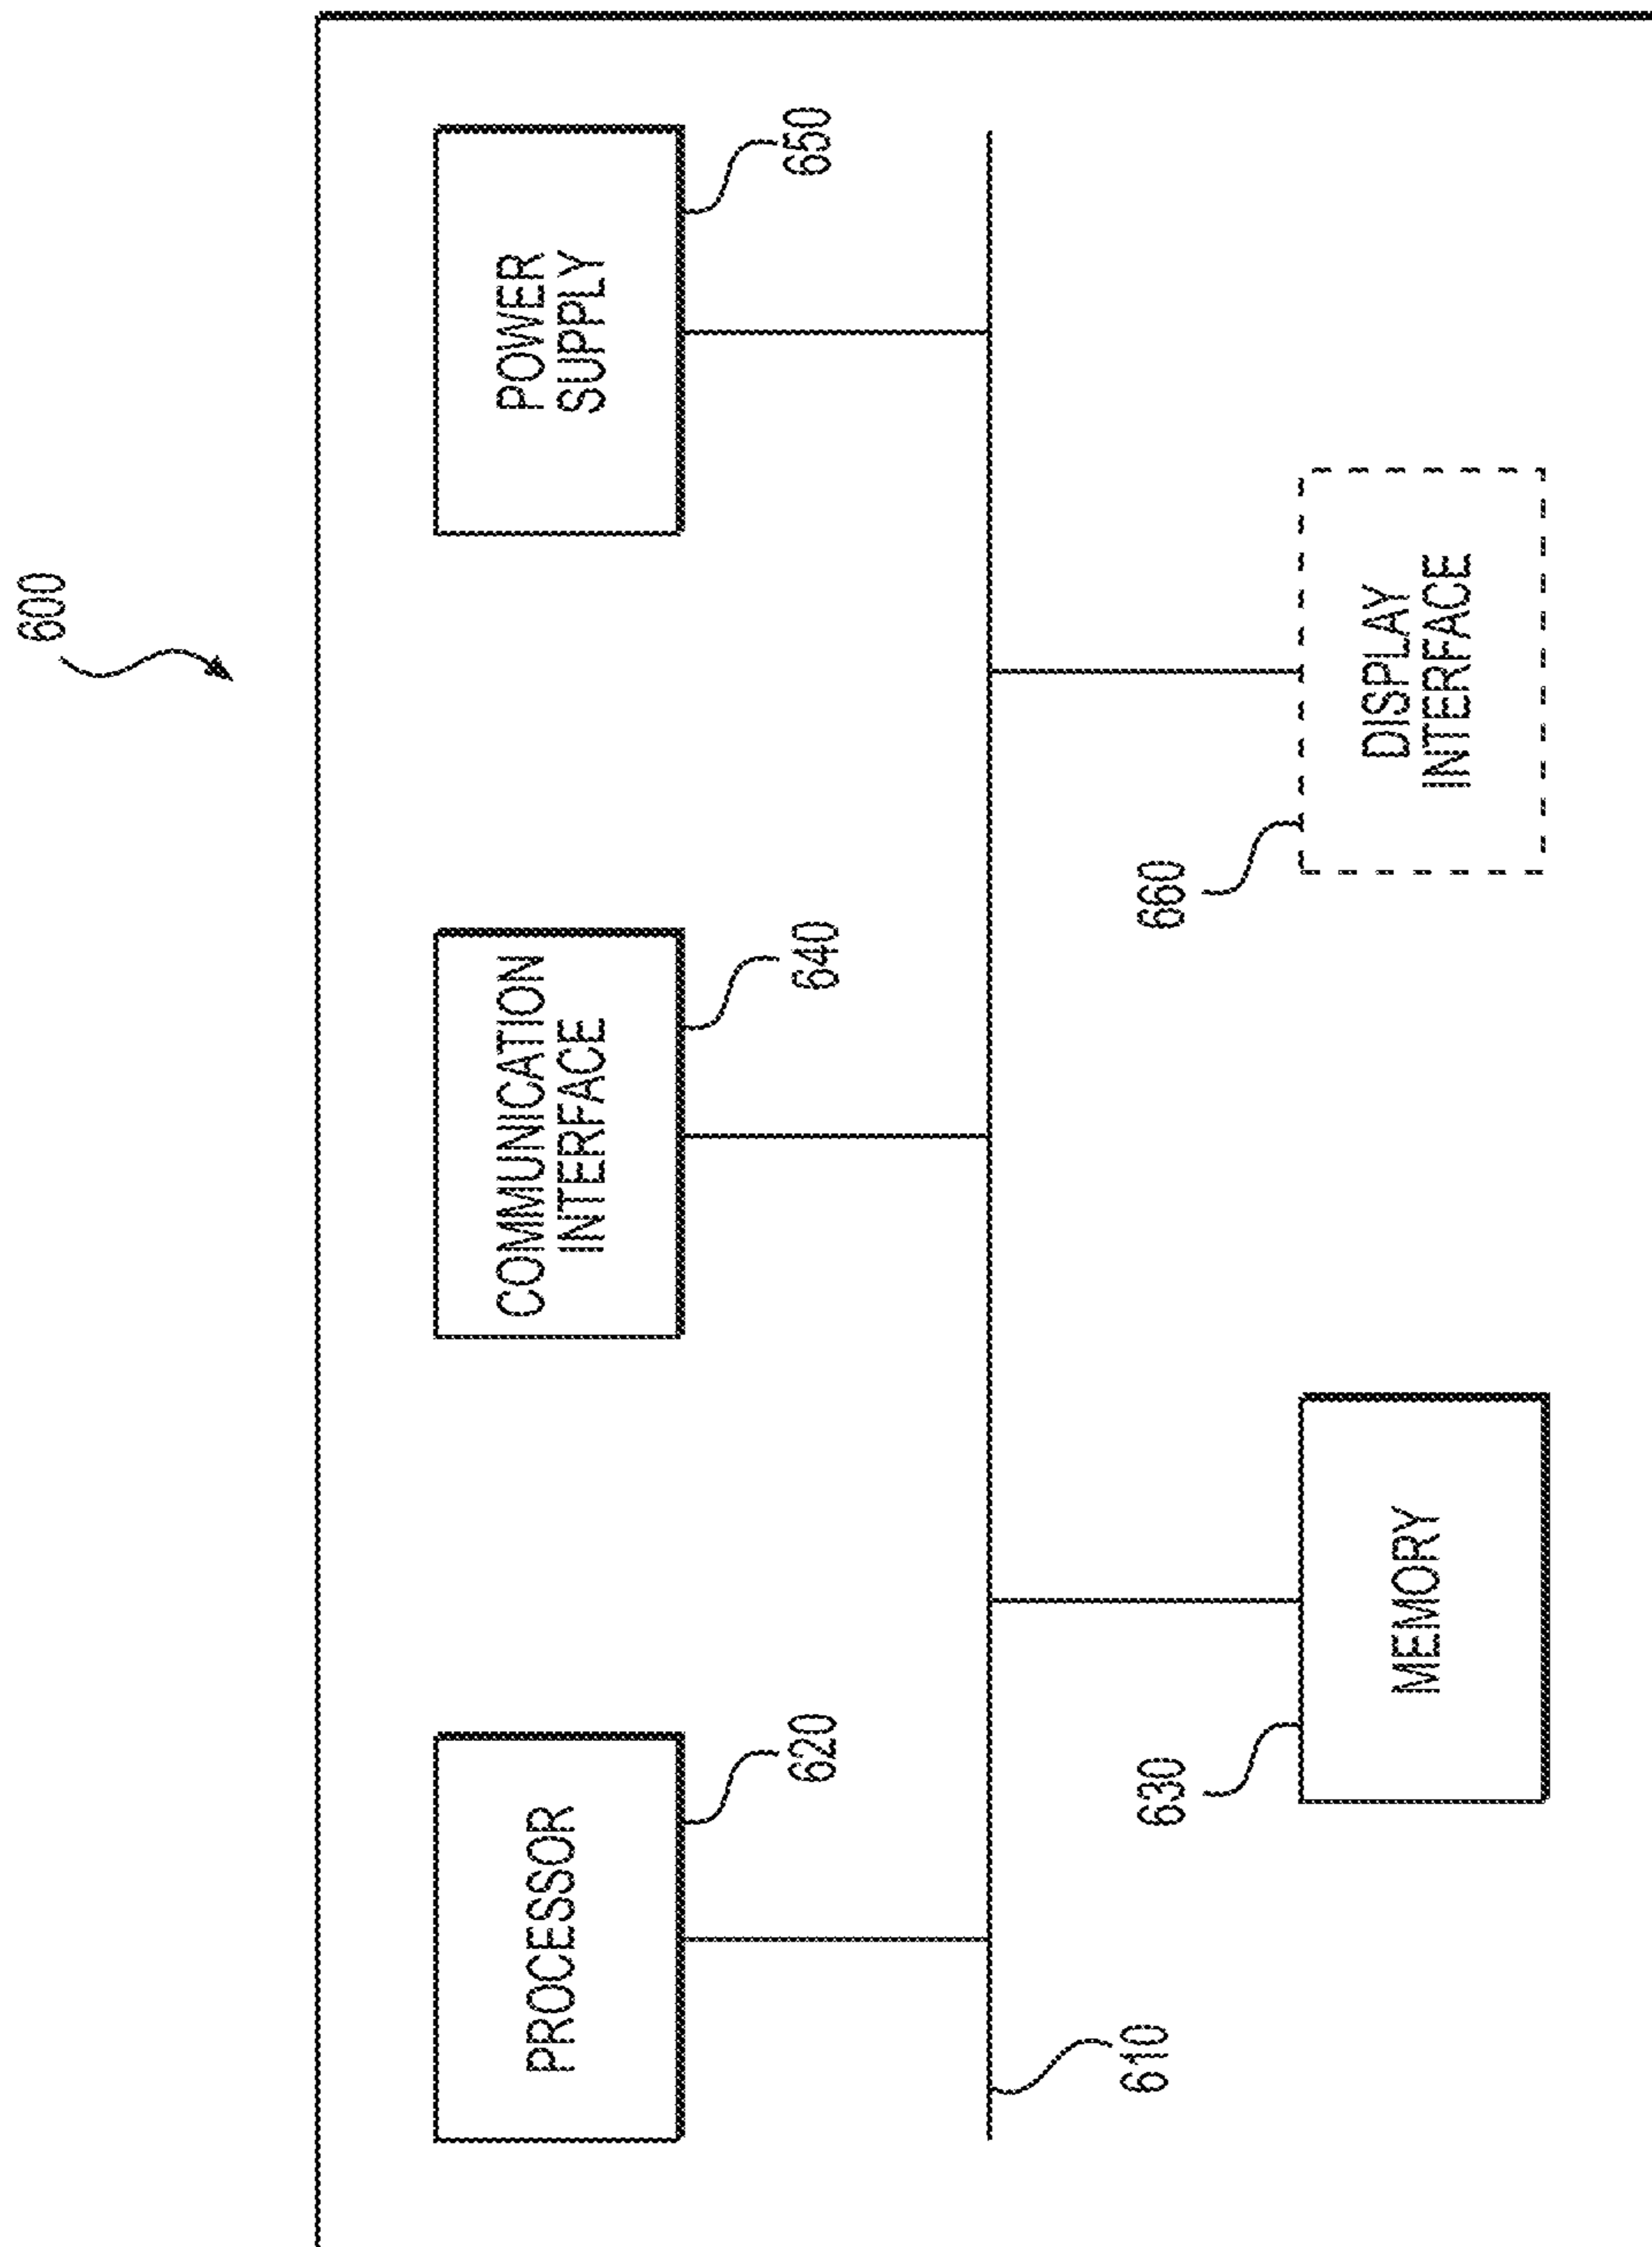 600
PROCESSOR
620
COMMUNICATION
INTERFACE
640
POWER
SUPPLY
650
610
630
MEMORY
660
DISPLAY
INTERFACE